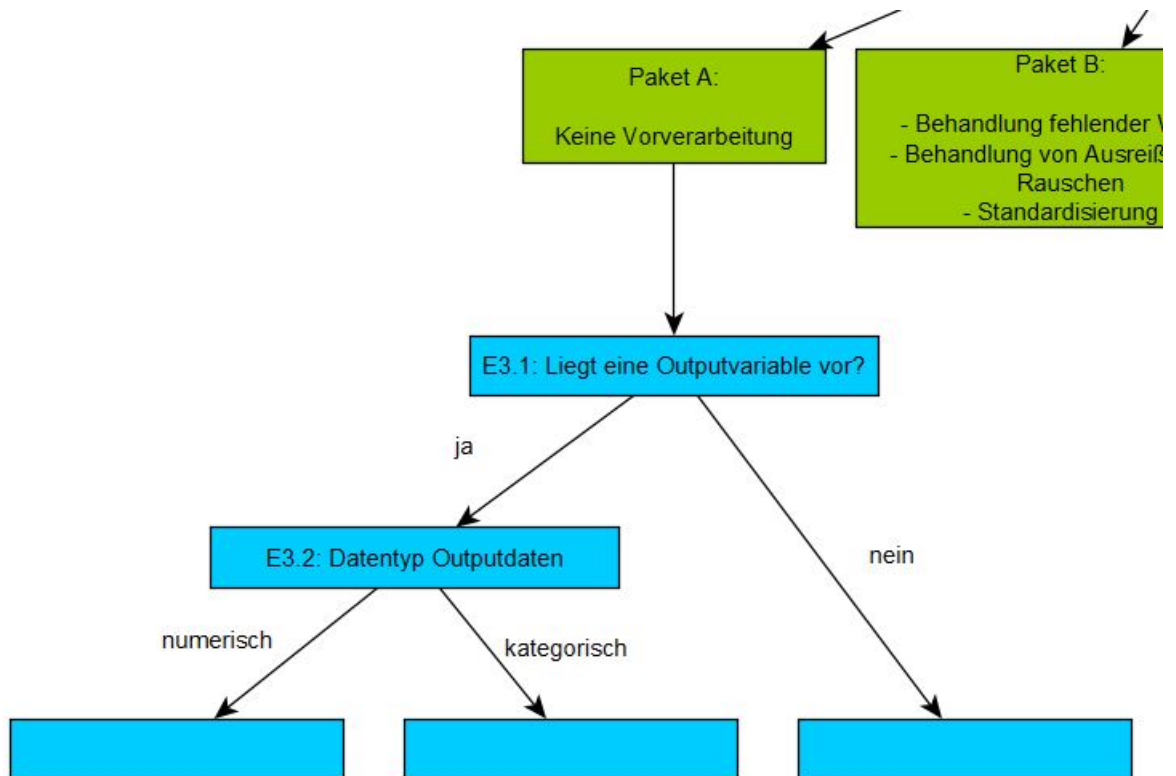 Paket A:
Keine Vorverarbeitung
Paket B:
- Behandlung fehlender
- Behandlung von
Rauschen
- Standardisierung
E3.1: Liegt eine Outputvariable vor?
ja
nein
E3.2: Datentyp Outputdaten
numerisch
kategorisch